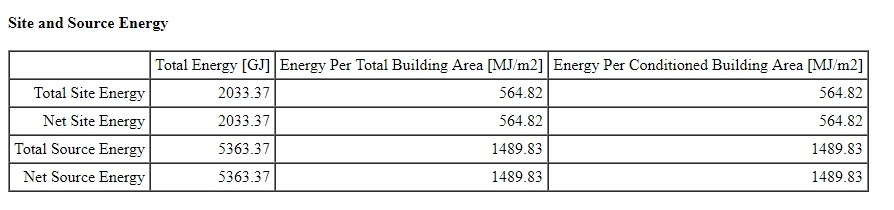 Site and Source Energy
Total Energy [GJ] Energy Per Total Building Area [MJ/m2] Energy Per Conditioned Building Area [MJ/m2]
Total Site Energy 2033.37 564.82 564.82
Net Site Energy 2033.37 564.82 564.82
Total Source Energy 5363.37 1489.83 1489.83
Net Source Energy 5363.37 1489.83 1489.83